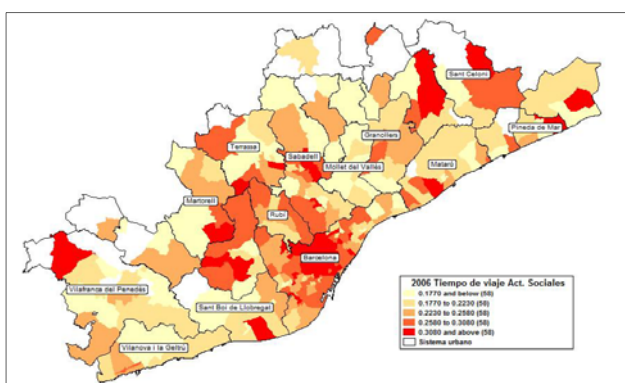 Sant Celoni
Pineda de Mar
Granollers
Terrassa
Sabadell
Mataró
Mollet del Vallès
Martorell
Rubí
Barcelona
Vilafranca del Penedès
Sant Boi de Llobregat
Vilanova i la Geltrú
2006 Tiempo de viaje Act. Sociales
0.1770 and below (58)
0.1770 to 0.2230 (58)
0.2230 to 0.2580 (58)
0.2580 to 0.3080 (58)
0.3080 and above (58)
Sistema urbano